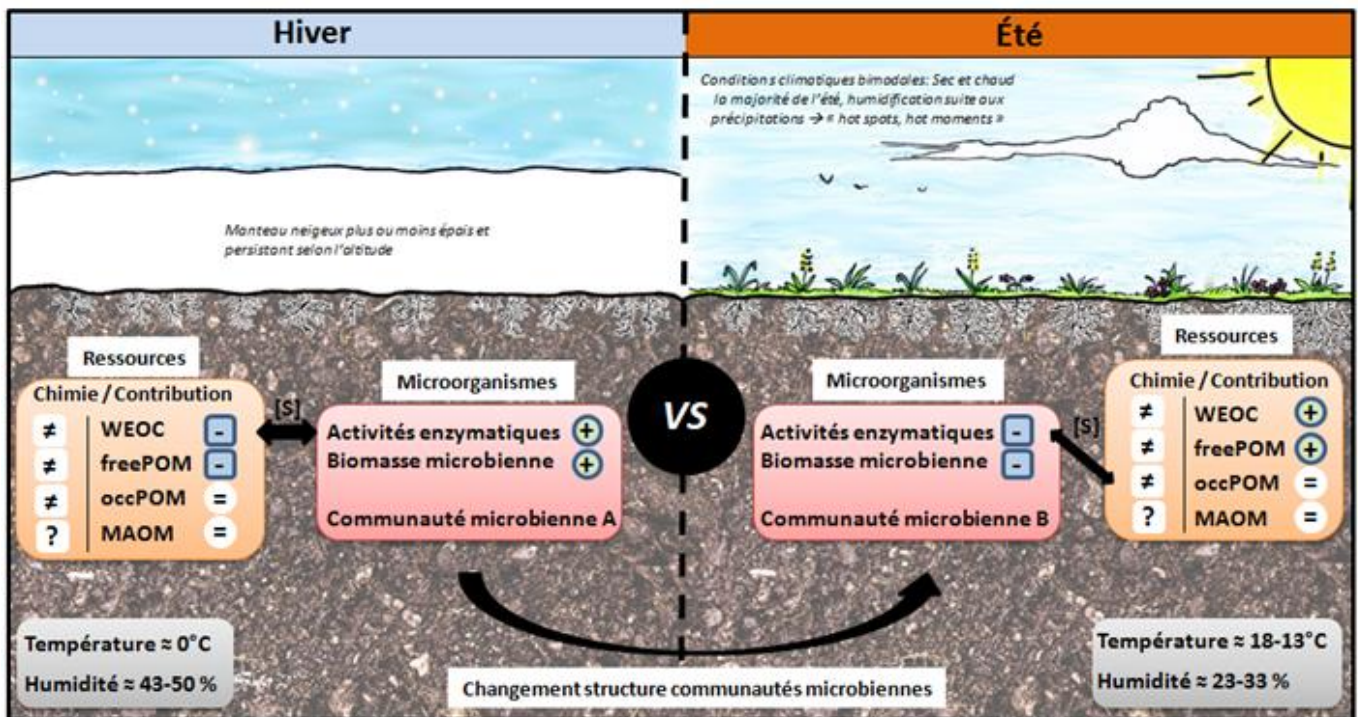 Hiver
Été
Conditions climatiques bimodales: Sec et chaud
la majorité de l'été, humidification suite aux
précipitations → « hot spots, hot moments »
Manteau neigeux plus ou moins épais et
persistant selon l'altitude
Ressources
Chimie / Contribution
≠ WEOC -
≠ freePOM -
≠ occPOM =
? MAOM =
[S]
Microorganismes
Activités enzymatiques +
Biomasse microbienne +
Communauté microbienne A
VS
Microorganismes
Activités enzymatiques -
Biomasse microbienne -
Communauté microbienne B
[S]
Ressources
Chimie / Contribution
≠ WEOC +
≠ freePOM +
≠ occPOM =
? MAOM =
Température ≈ 0°C
Humidité ≈ 43-50 %
Changement structure communautés microbiennes
Température ≈ 18-13°C
Humidité ≈ 23-33 %